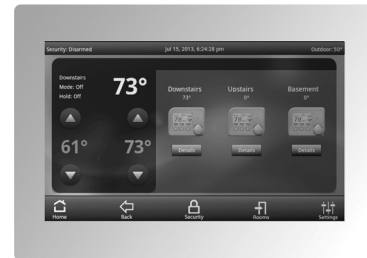 Security: Disarmed Jul 15, 2013, 6:24:28 pm Outdoor: 50°
Downstairs
Mode: Off
Hold: Off
73°
61° 73°
Downstairs Upstairs Basement
73° 0° 0°
Details Details Details
Home Back Security Rooms Settings